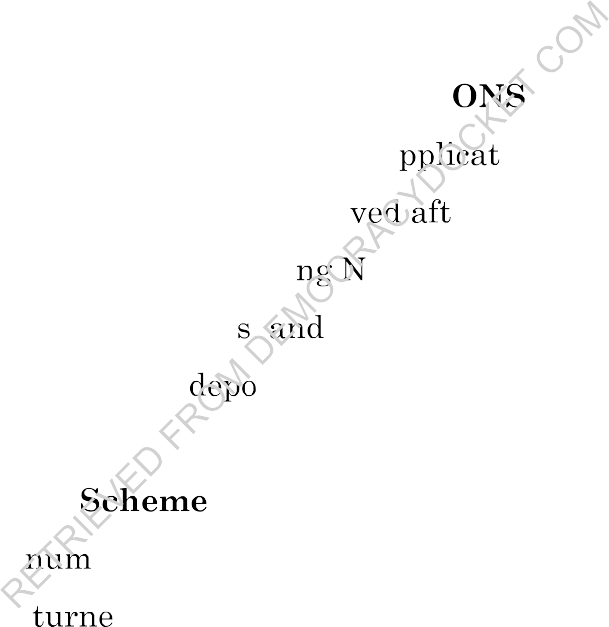 ONS
pplicat
ved aft
ng N
s and
depo
Scheme
num
turne
RETRIEVED FROM DEMOCRACYDOCKET COM